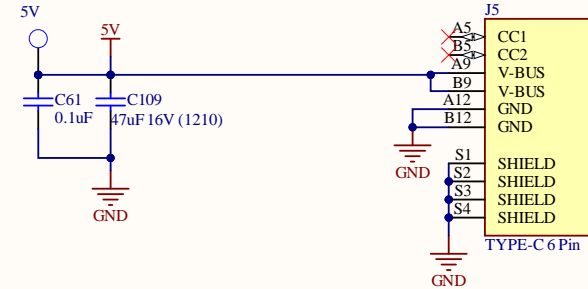 5V
5V
C61
0.1uF
C109
47uF 16V (1210)
GND
J5
A5 CC1
B5 CC2
A9 V-BUS
B9 V-BUS
A12 GND
B12 GND
GND
S1 SHIELD
S2 SHIELD
S3 SHIELD
S4 SHIELD
TYPE-C 6 Pin
GND